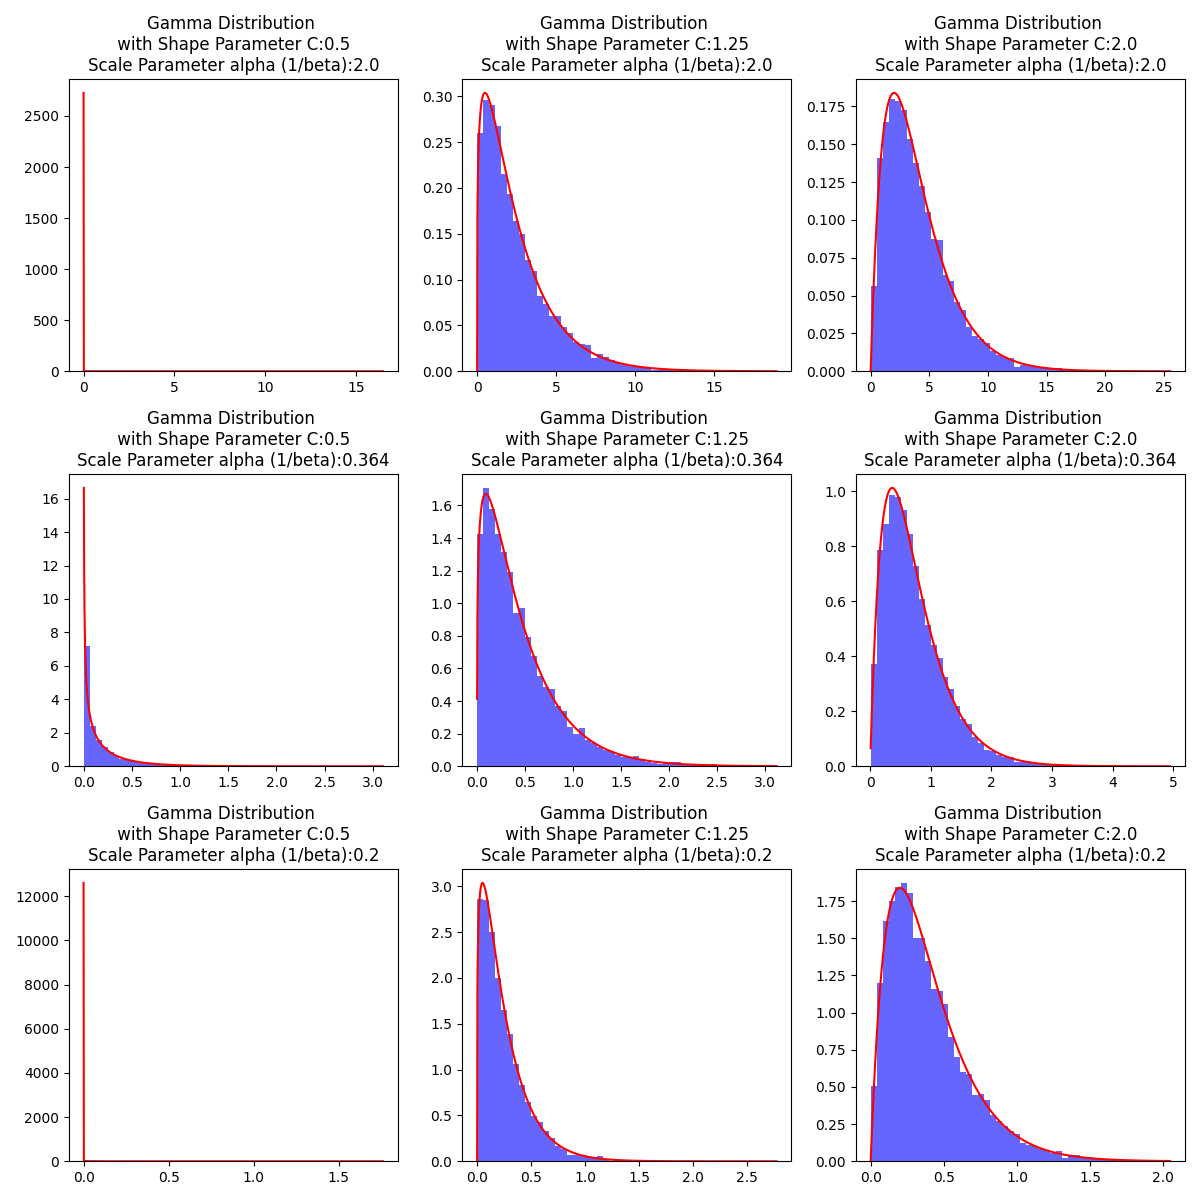 Gamma Distribution
with Shape Parameter C:0.5
Scale Parameter alpha (1/beta):2.0
2500
2000
1500
1000
500
0
0 5 10 15
Gamma Distribution
with Shape Parameter C:1.25
Scale Parameter alpha (1/beta):2.0
0.30
0.25
0.20
0.15
0.10
0.05
0.00
0 5 10 15
Gamma Distribution
with Shape Parameter C:2.0
Scale Parameter alpha (1/beta):2.0
0.175
0.150
0.125
0.100
0.075
0.050
0.025
0.000
0 5 10 15 20 25
Gamma Distribution
with Shape Parameter C:0.5
Scale Parameter alpha (1/beta):0.364
16
14
12
10
8
6
4
2
0
0.0 0.5 1.0 1.5 2.0 2.5 3.0
Gamma Distribution
with Shape Parameter C:1.25
Scale Parameter alpha (1/beta):0.364
1.6
1.4
1.2
1.0
0.8
0.6
0.4
0.2
0.0
0.0 0.5 1.0 1.5 2.0 2.5 3.0
Gamma Distribution
with Shape Parameter C:2.0
Scale Parameter alpha (1/beta):0.364
1.0
0.8
0.6
0.4
0.2
0.0
0 1 2 3 4 5
Gamma Distribution
with Shape Parameter C:0.5
Scale Parameter alpha (1/beta):0.2
12000
10000
8000
6000
4000
2000
0
0.0 0.5 1.0 1.5
Gamma Distribution
with Shape Parameter C:1.25
Scale Parameter alpha (1/beta):0.2
3.0
2.5
2.0
1.5
1.0
0.5
0.0
0.0 0.5 1.0 1.5 2.0 2.5
Gamma Distribution
with Shape Parameter C:2.0
Scale Parameter alpha (1/beta):0.2
1.75
1.50
1.25
1.00
0.75
0.50
0.25
0.00
0.0 0.5 1.0 1.5 2.0